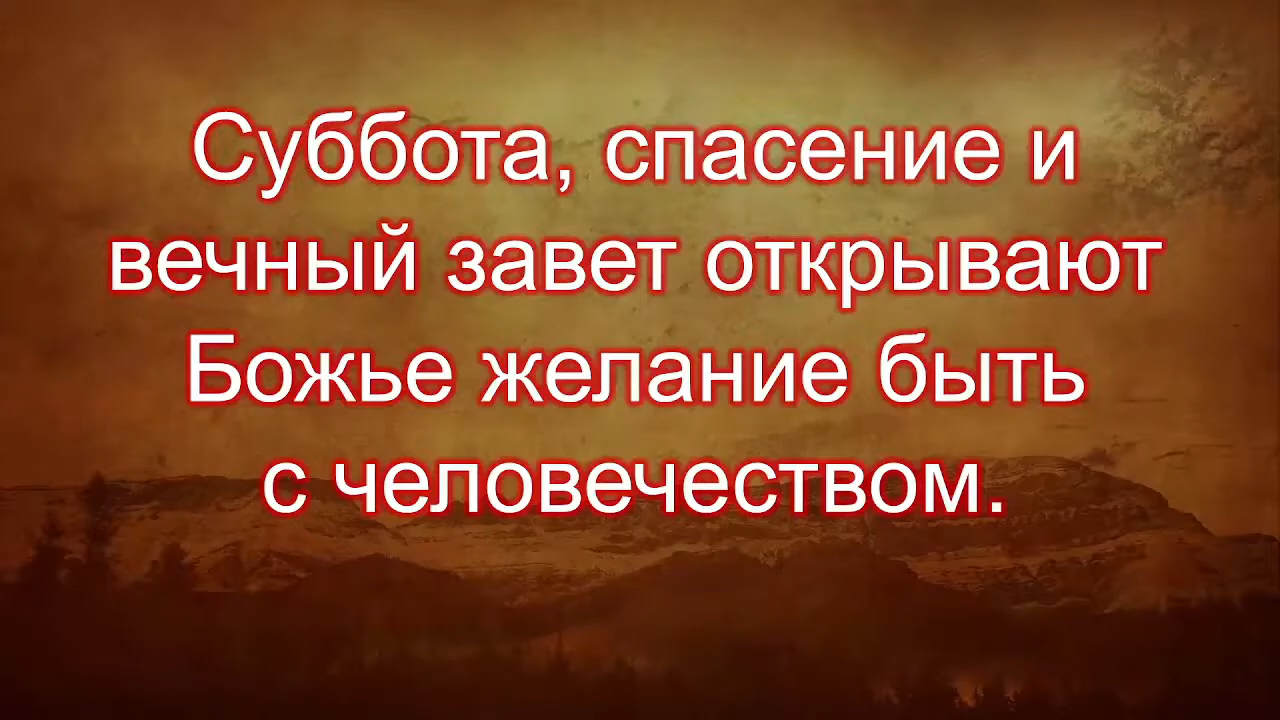 Суббота, спасение и
вечный завет открывают
Божье желание быть
с человечеством.